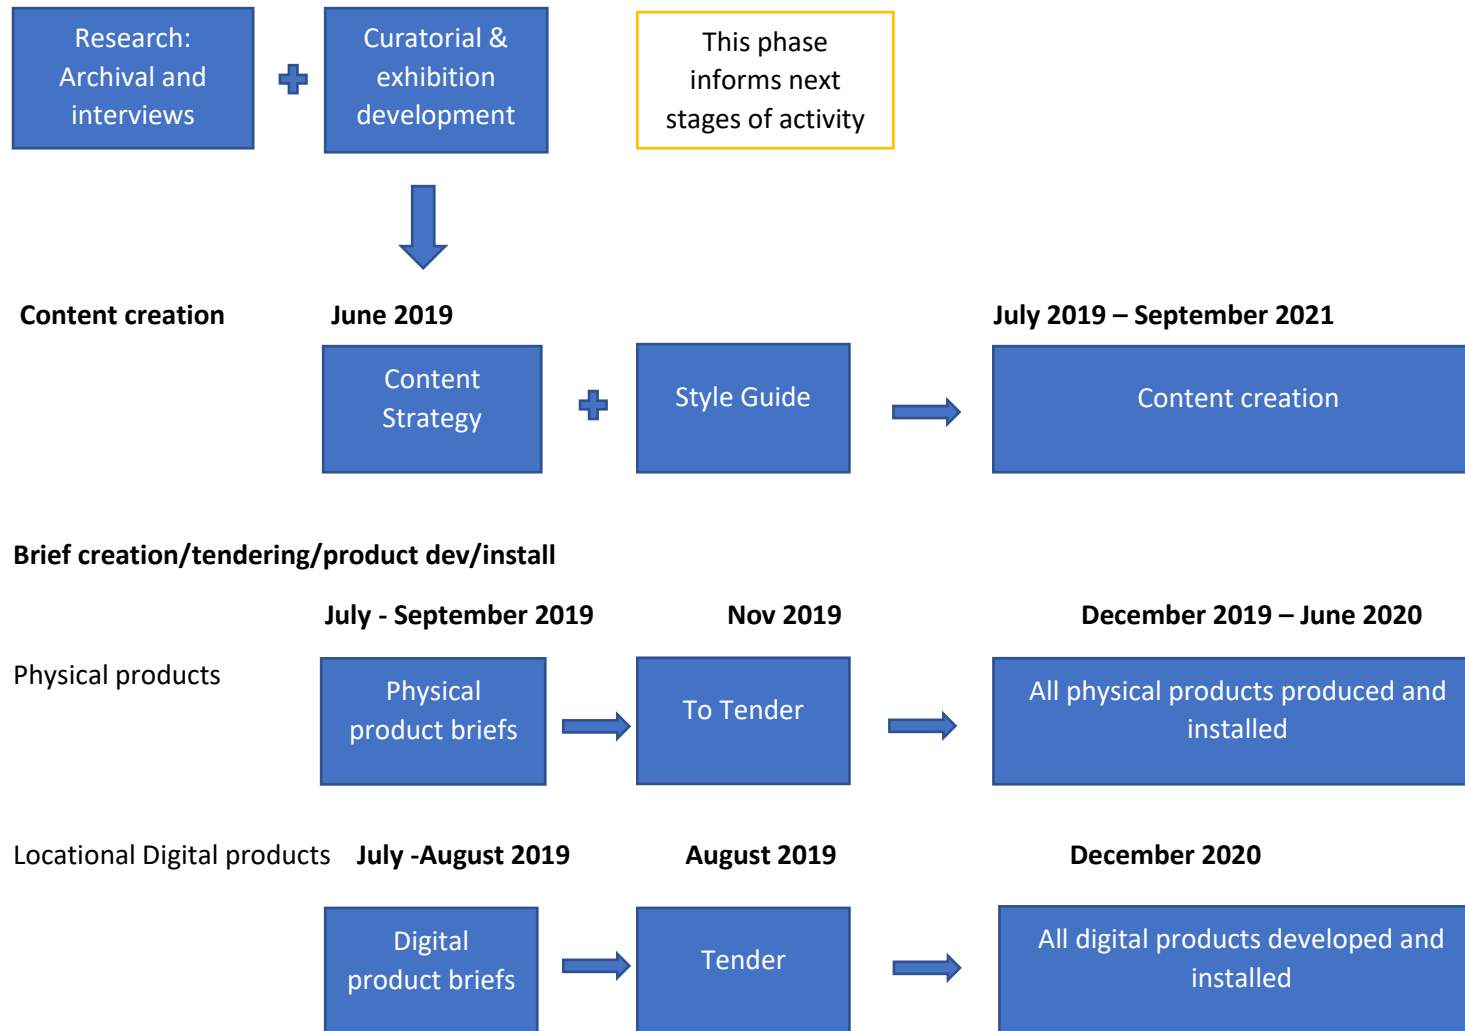 Research:
Archival and
interviews
Curatorial &
exhibition
development
This phase
informs next
stages of activity
Content creation
June 2019
July 2019 – September 2021
Content
Strategy
Style Guide
Content creation
Brief creation/tendering/product dev/install
July - September 2019
Nov 2019
December 2019 – June 2020
Physical products
Physical
product briefs
To Tender
All physical products produced and
installed
Locational Digital products
July -August 2019
August 2019
December 2020
Digital
product briefs
Tender
All digital products developed and
installed